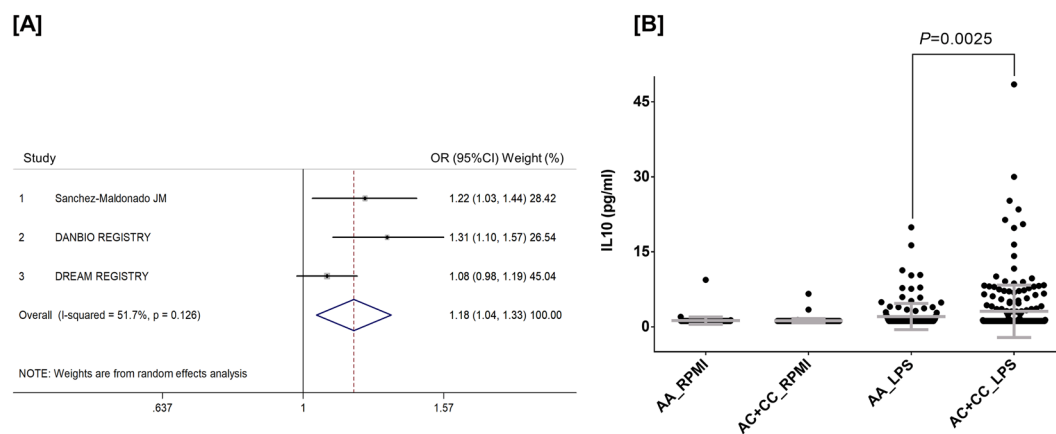 [A]
Study OR (95%CI) Weight (%)
1 Sanchez-Maldonado JM 1.22 (1.03, 1.44) 28.42
2 DANBIO REGISTRY 1.31 (1.10, 1.57) 26.54
3 DREAM REGISTRY 1.08 (0.98, 1.19) 45.04
Overall (I-squared = 51.7%, p = 0.126) 1.18 (1.04, 1.33) 100.00
NOTE: Weights are from random effects analysis
.637 1 1.57
[B]
P=0.0025
IL10 (pg/ml)
45
30
15
0
AA_RPMI
AC+CC_RPMI
AA_LPS
AC+CC_LPS